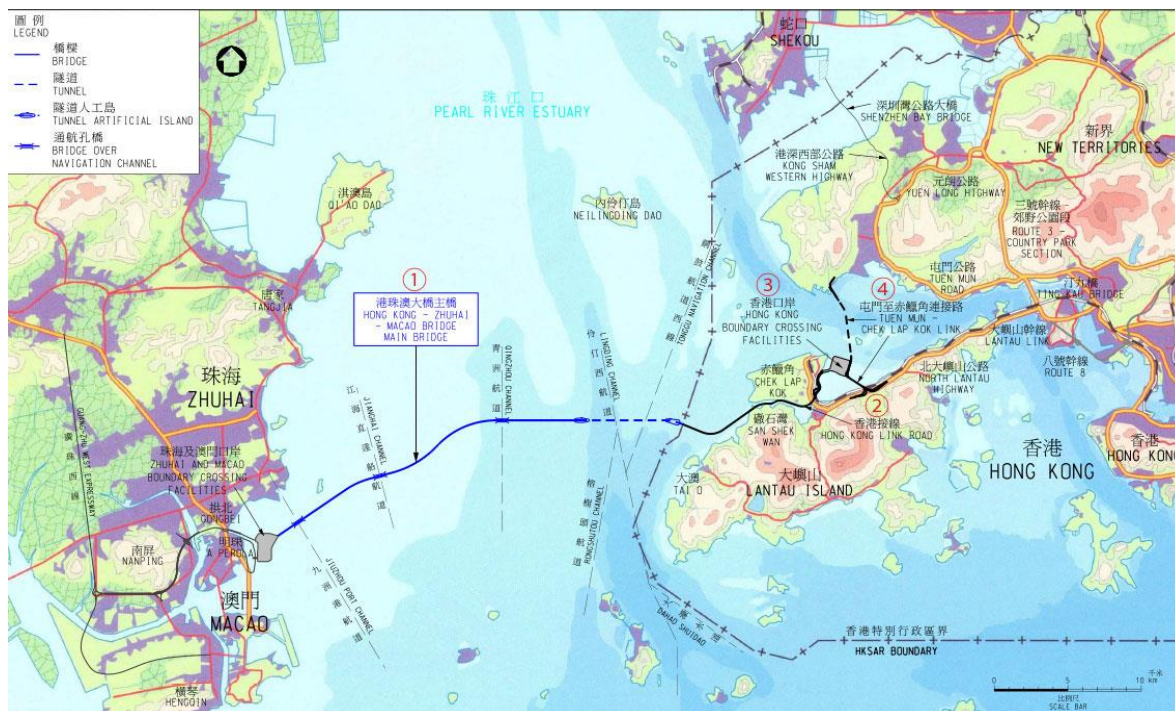 圖例
LEGEND
橋樑
BRIDGE
隧道
TUNNEL
隧道人工島
TUNNEL ARTIFICIAL ISLAND
通航孔橋
BRIDGE OVER
NAVIGATION CHANNEL
珠江口
PEARL RIVER ESTUARY
蛇口
SHEKOU
深圳灣公路大橋
SHENZHEN BAY BRIDGE
新界
NEW TERRITORIES
港深西部公路
KONG SHAM
WESTERN HIGHWAY
元朗公路
YUEN LONG HIGHWAY
三號幹線 -
郊野公園段
ROUTE 3 -
COUNTRY PARK
SECTION
淇澳島
QI'AO DAO
內伶仃島
NEILINGDING DAO
屯門公路
TUEN MUN
ROAD
汀九橋
TING KAU BRIDGE
唐家
TANGJIA
①
港珠澳大橋主橋
HONG KONG - ZHUHAI
- MACAO BRIDGE
MAIN BRIDGE
③
香港口岸
HONG KONG
BOUNDARY CROSSING
FACILITIES
④
屯門至赤鱲角連接路
TUEN MUN -
CHEK LAP KOK LINK
大嶼山幹線
LANTAU LINK
八號幹線
ROUTE 8
北大嶼山公路
NORTH LANTAU
HIGHWAY
TONGGU NAVIGATION CHANNEL
伶仃西航道
LINGDING CHANNEL
青洲航道
QINGZHOU CHANNEL
江海直達船航道
JIANGHAI CHANNEL
珠海
ZHUHAI
赤鱲角
CHEK LAP
KOK
②
香港接線
HONG KONG LINK ROAD
䃟石灣
SAN SHEK
WAN
大澳
TAI O
大嶼山
LANTAU ISLAND
香港
HONG KONG
香港
HONG KONG
廣珠西線
GUANG-ZHU WEST EXPRESSWAY
珠海及澳門口岸
ZHUHAI AND MACAO
BOUNDARY CROSSING
FACILITIES
拱北
GONGBEI
明珠
A PEROLA
南屏
NANPING
澳門
MACAO
九洲港航道
JIUZHOU PORT CHANNEL
RONGSHUTOU CHANNEL
大濠水道
DAHAO SHUIDAO
香港特別行政區界
HKSAR BOUNDARY
橫琴
HENGQIN
0 5 10 千米
km
比例尺
SCALE BAR